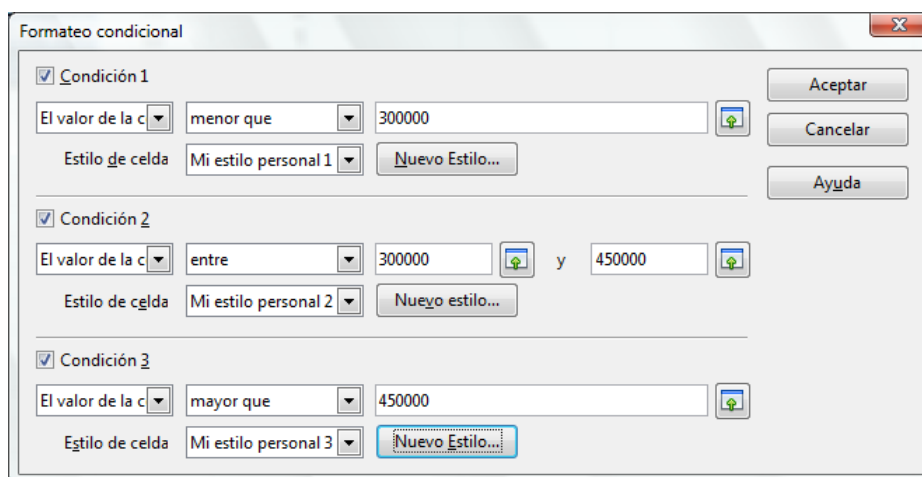 Formateo condicional
Condición 1
Aceptar
El valor de la c menor que 300000
Cancelar
Estilo de celda Mi estilo personal 1 Nuevo Estilo...
Ayuda
Condición 2
El valor de la c entre 300000 y 450000
Estilo de celda Mi estilo personal 2 Nuevo estilo...
Condición 3
El valor de la c mayor que 450000
Estilo de celda Mi estilo personal 3 Nuevo Estilo...